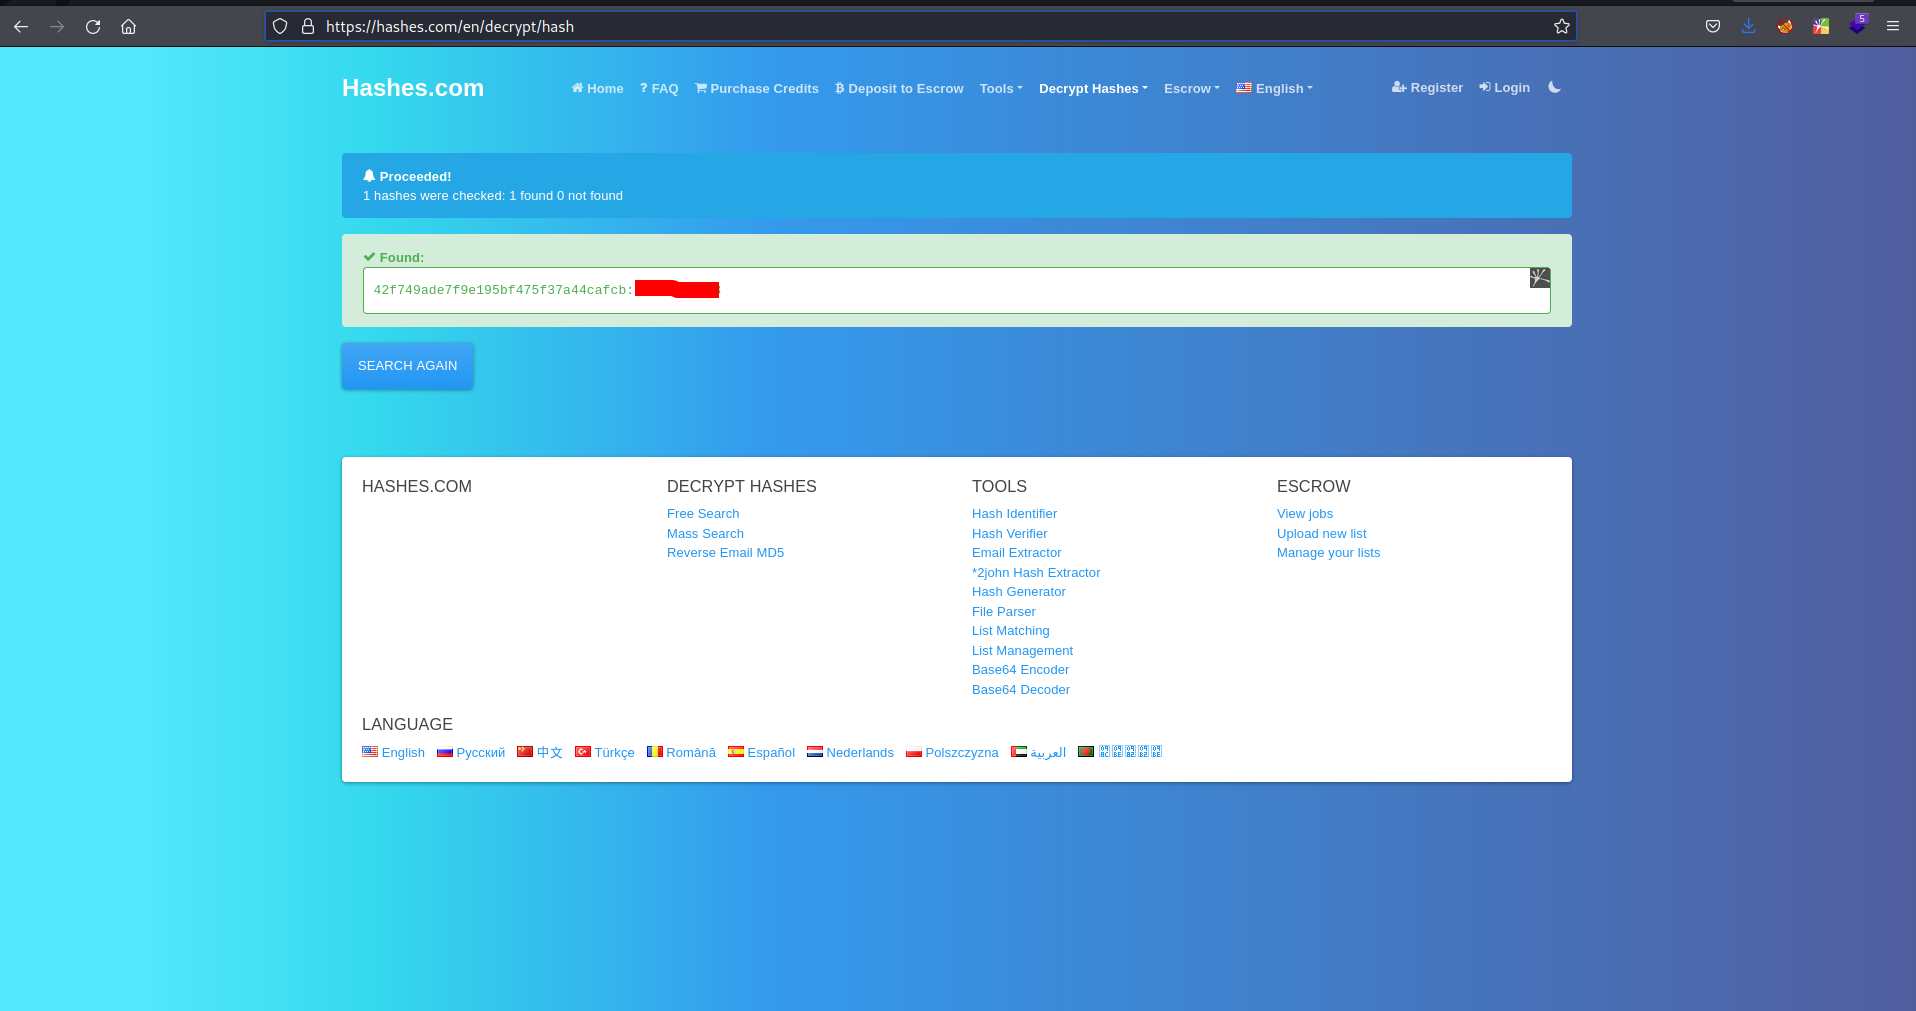 https://hashes.com/en/decrypt/hash
5
Hashes.com
Home
? FAQ
Purchase Credits
Deposit to Escrow
Tools
Decrypt Hashes
Escrow
English
Register
Login
Proceeded!
1 hashes were checked: 1 found 0 not found
Found:
42f749ade7f9e195bf475f37a44cafcb:
SEARCH AGAIN
HASHES.COM
DECRYPT HASHES
Free Search
Mass Search
Reverse Email MD5
TOOLS
Hash Identifier
Hash Verifier
Email Extractor
*2john Hash Extractor
Hash Generator
File Parser
List Matching
List Management
Base64 Encoder
Base64 Decoder
ESCROW
View jobs
Upload new list
Manage your lists
LANGUAGE
English Русский 中文 Türkçe Română Español Nederlands Polszczyzna العربية